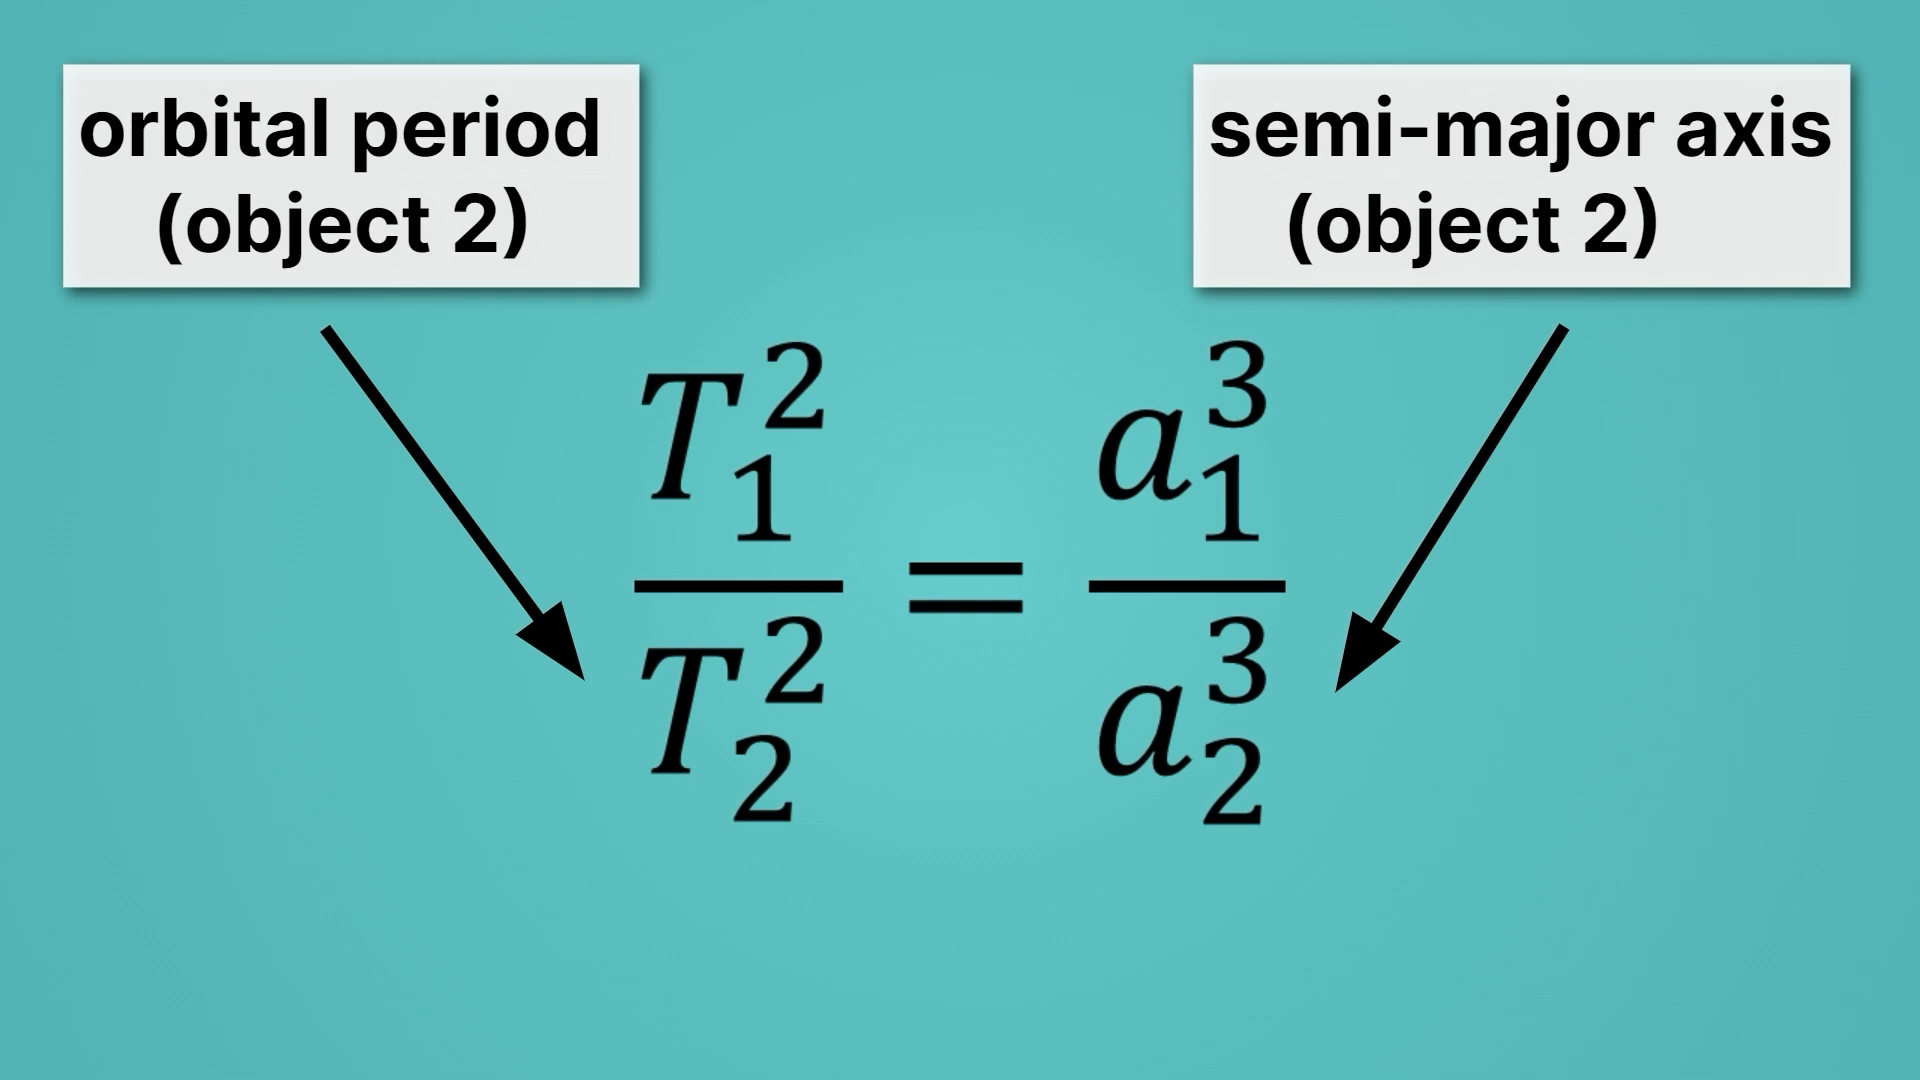 orbital period
(object 2)
semi-major axis
(object 2)
T₁² / T₂² = a₁³ / a₂³